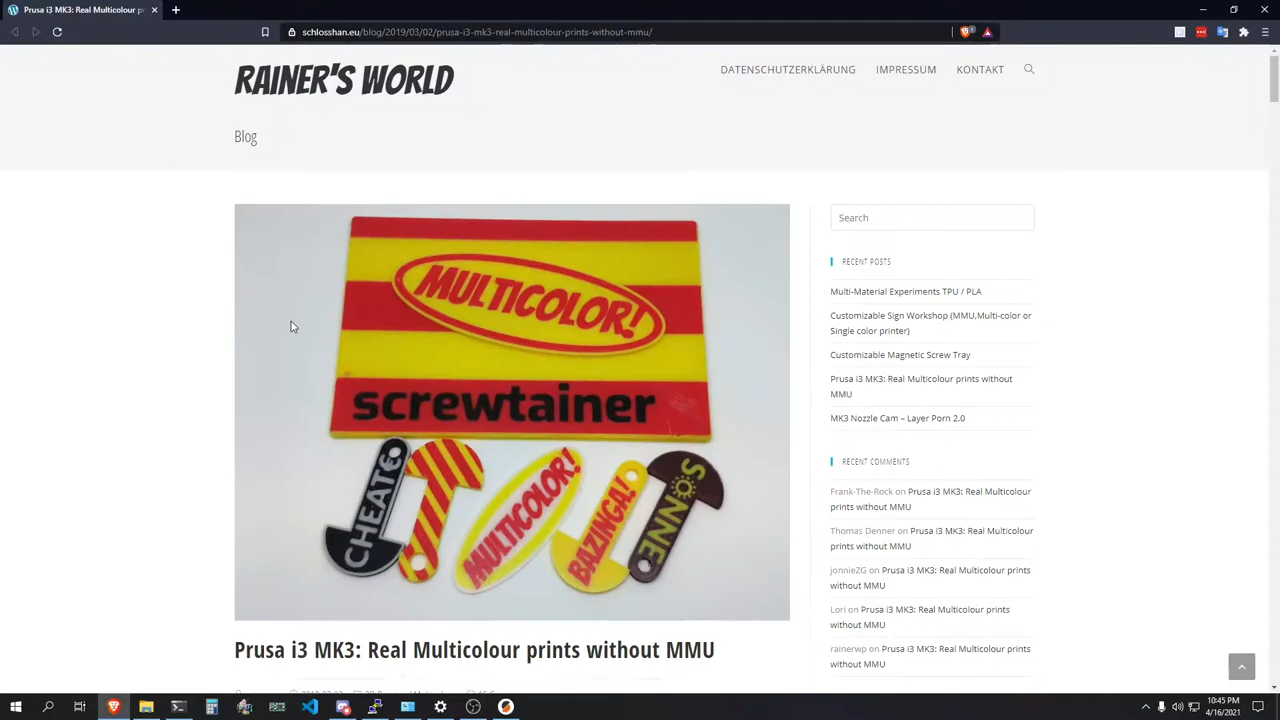 Prusa i3 MK3: Real Multicolour pri
schlosshan.eu/blog/2019/03/02/prusa-i3-mk3-real-multicolour-prints-without-mmu/
RAINER'S WORLD
DATENSCHUTZERKLÄRUNG IMPRESSUM KONTAKT
Blog
MULTICOLOR!
screwtainer
CHEATE
MULTICOLOR!
BAZINGA!
SONNE
Prusa i3 MK3: Real Multicolour prints without MMU
Search
RECENT POSTS
Multi-Material Experiments TPU / PLA
Customizable Sign Workshop (MMU,Multi-color or
Single color printer)
Customizable Magnetic Screw Tray
Prusa i3 MK3: Real Multicolour prints without
MMU
MK3 Nozzle Cam – Layer Porn 2.0
RECENT COMMENTS
Frank-The-Rock on Prusa i3 MK3: Real Multicolour
prints without MMU
Thomas Denner on Prusa i3 MK3: Real Multicolour
prints without MMU
jonnieZG on Prusa i3 MK3: Real Multicolour prints
without MMU
Lori on Prusa i3 MK3: Real Multicolour prints
without MMU
rainerwp on Prusa i3 MK3: Real Multicolour prints
without MMU
10:45 PM
4/16/2021